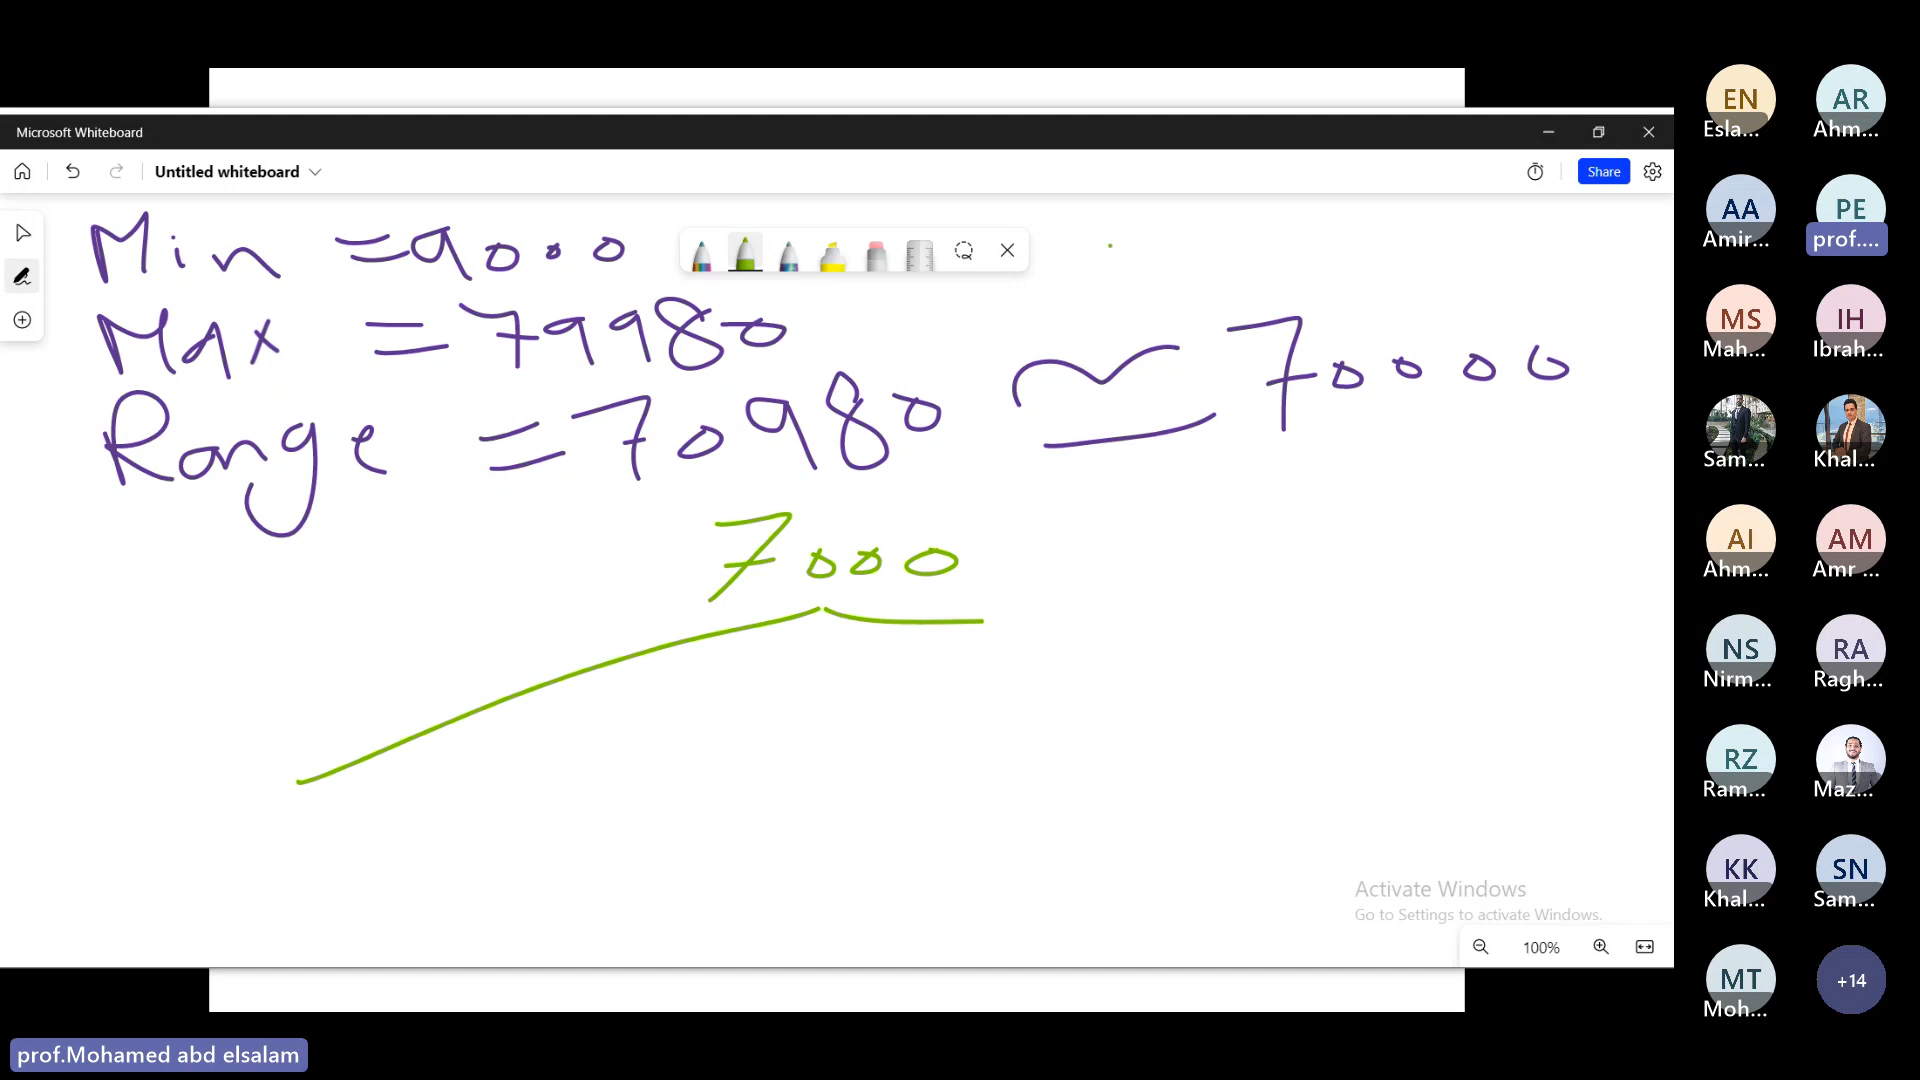 Microsoft Whiteboard
Untitled whiteboard
Share
Min = 9000
Max = 79980
Range = 70980 ≃ 70000
7000
Activate Windows
Go to Settings to activate Windows.
100%
prof.Mohamed abd elsalam
EN
Esla...
AR
Ahm...
AA
Amir...
PE
prof....
MS
Mah...
IH
Ibrah...
Sam...
Khal...
AI
Ahm...
AM
Amr ...
NS
Nirm...
RA
Ragh...
RZ
Ram...
Maz...
KK
Khal...
SN
Sam...
MT
Moh...
+14